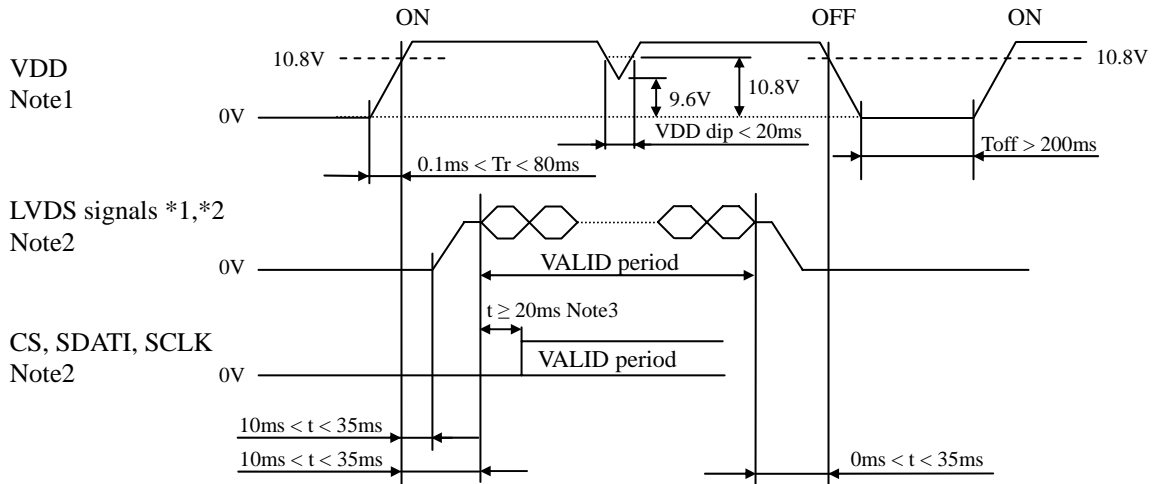 ON OFF ON
VDD
Note1
10.8V
10.8V
10.8V
9.6V
0V
VDD dip < 20ms
Toff > 200ms
0.1ms < Tr < 80ms
LVDS signals *1,*2
Note2
0V
VALID period
t ≥ 20ms Note3
CS, SDATI, SCLK
Note2
0V
VALID period
10ms < t < 35ms
10ms < t < 35ms
0ms < t < 35ms